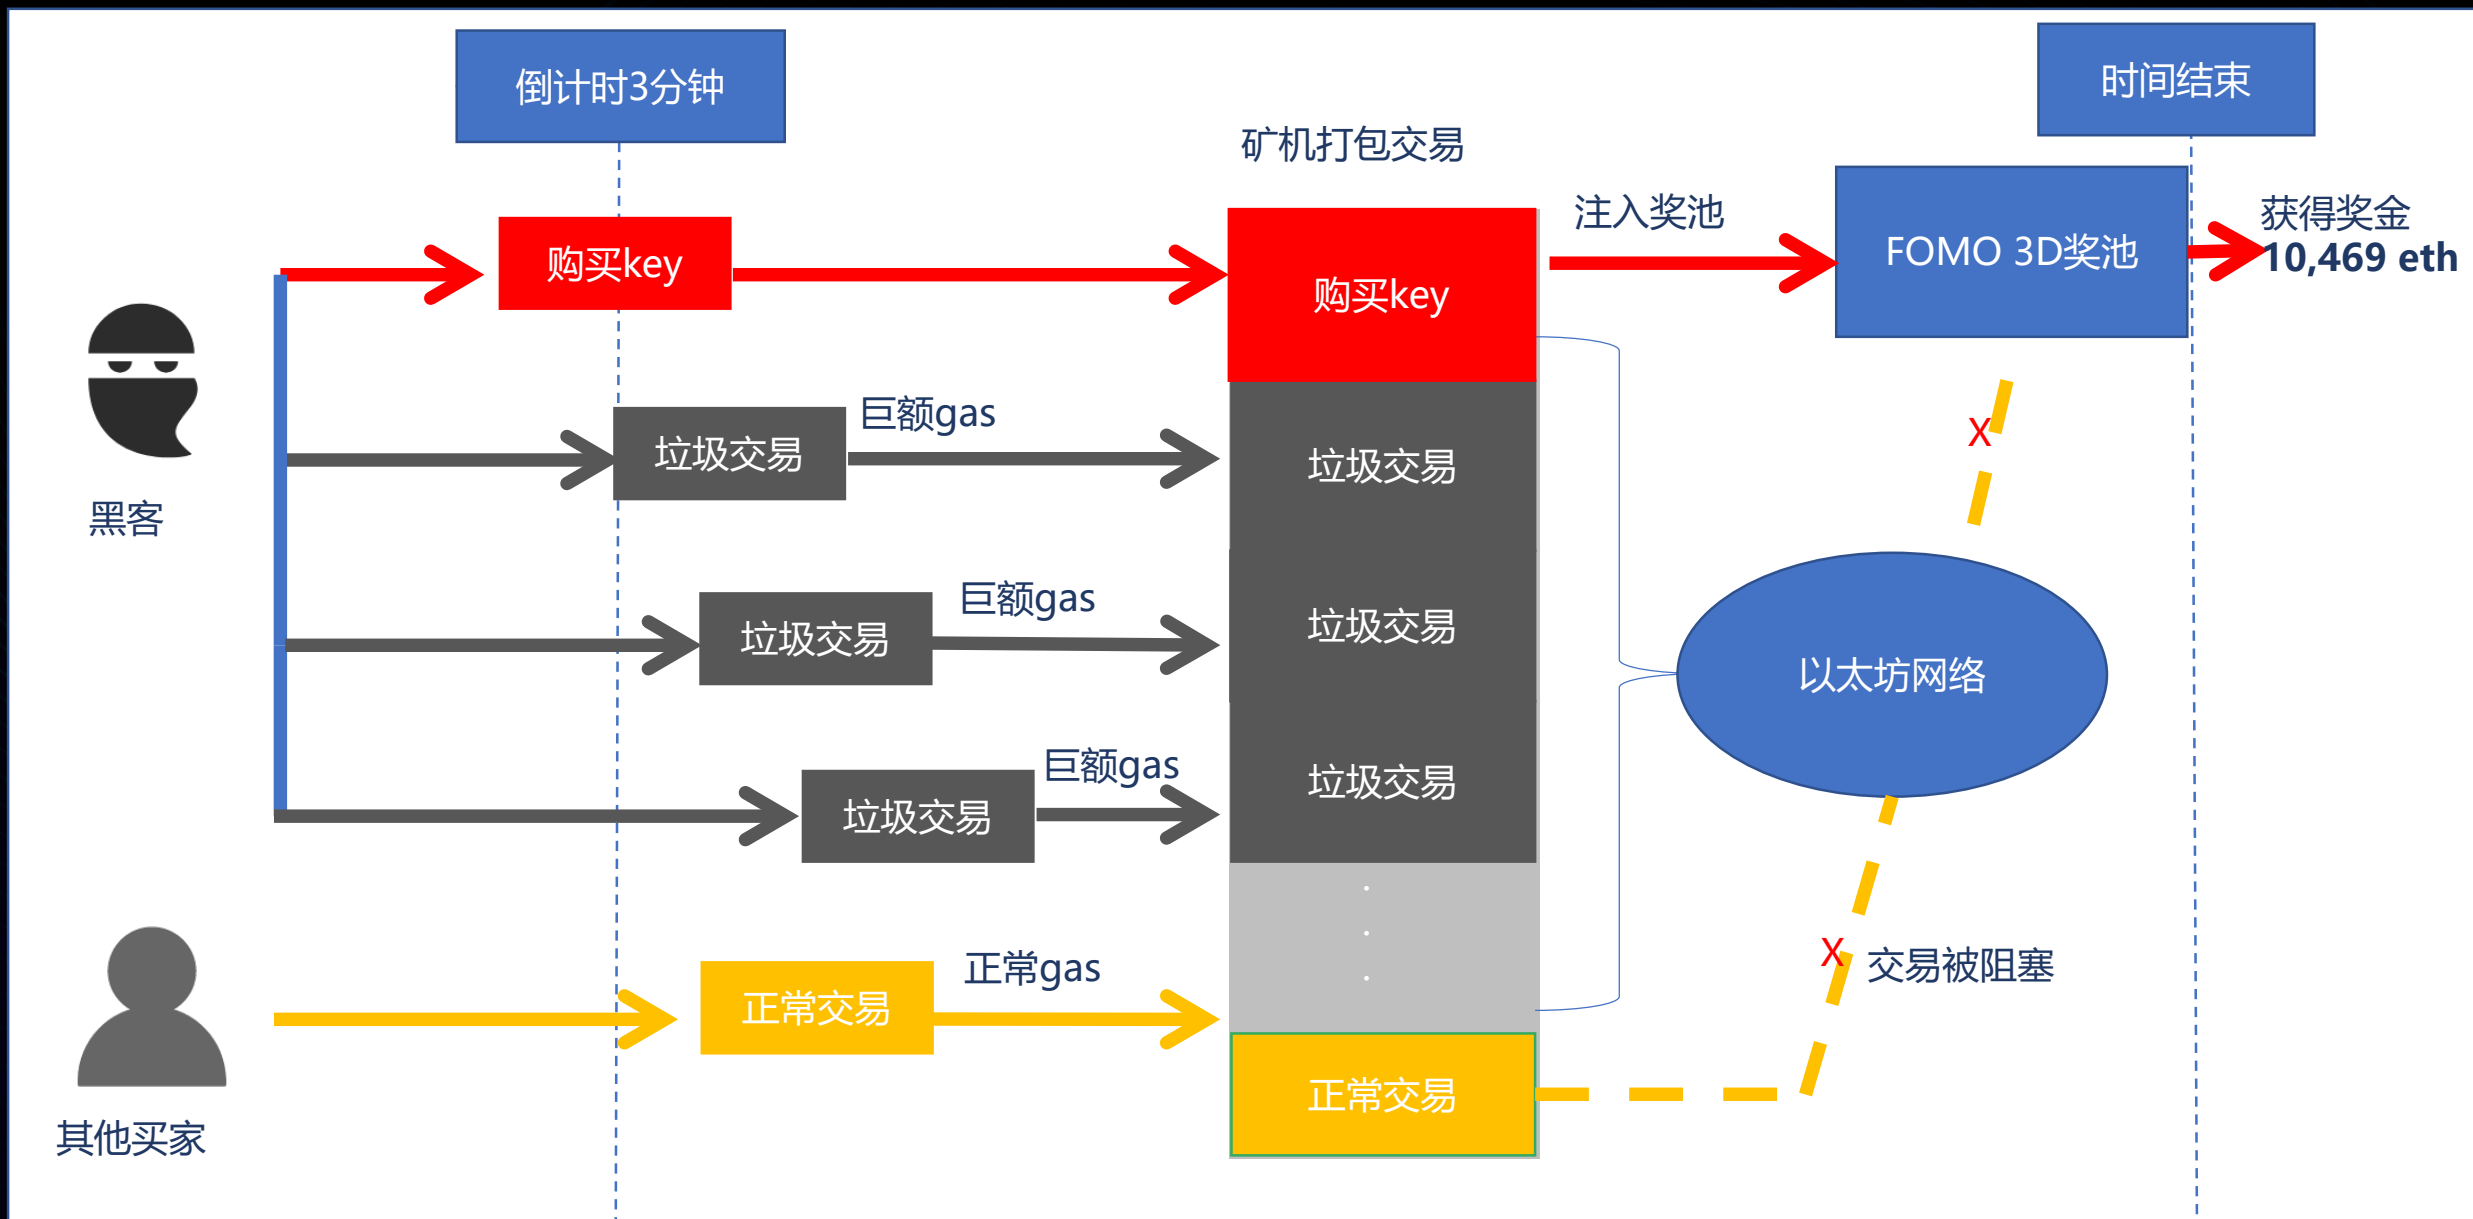 倒计时3分钟
时间结束
矿机打包交易
注入奖池
获得奖金
10,469 eth
购买key
购买key
FOMO 3D奖池
巨额gas
垃圾交易
垃圾交易
X
黑客
巨额gas
垃圾交易
垃圾交易
以太坊网络
巨额gas
垃圾交易
垃圾交易
正常gas
X
交易被阻塞
正常交易
正常交易
其他买家